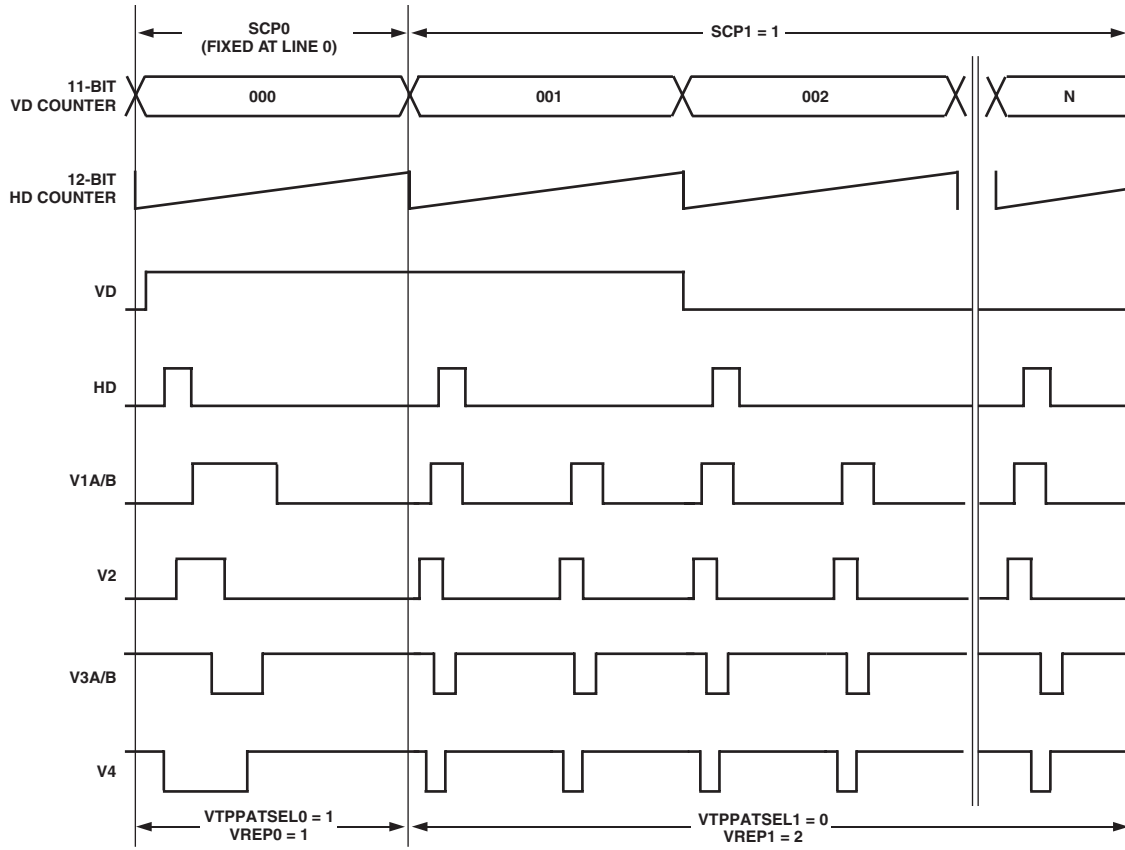 SCP0
(FIXED AT LINE 0)
SCP1 = 1
11-BIT
VD COUNTER
000
001
002
N
12-BIT
HD COUNTER
VD
HD
V1A/B
V2
V3A/B
V4
VTPPATSEL0 = 1
VREP0 = 1
VTPPATSEL1 = 0
VREP1 = 2